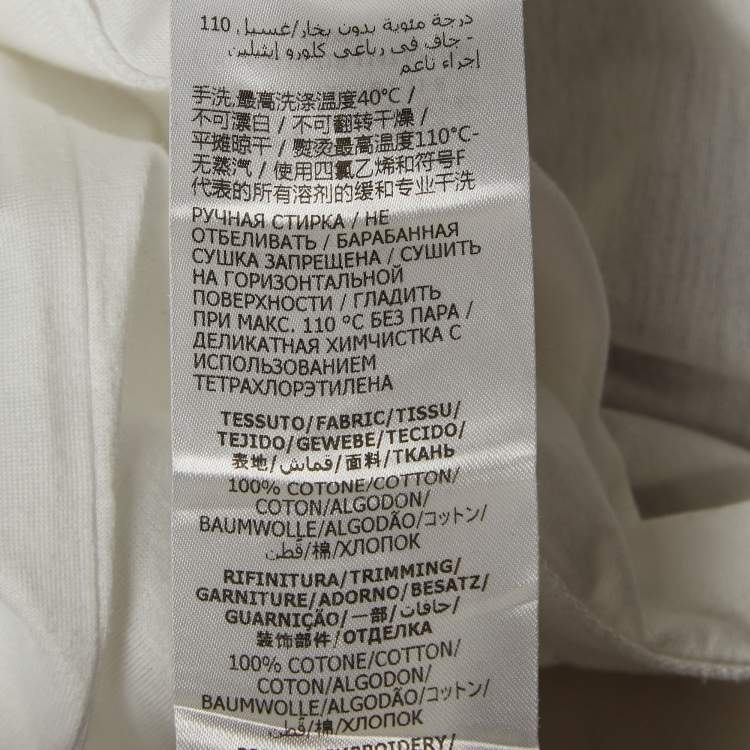 درجة مئوية بدون بخار/غسيل 110
- جاف في رباعي كلورو إيثيلين
إجراء ناعم
手洗,最高洗涤温度40°C /
不可漂白 / 不可翻转干燥 /
平摊晾干 / 熨烫最高温度110°C-
无蒸汽 / 使用四氯乙烯和符号F
代表的所有溶剂的缓和专业干洗
РУЧНАЯ СТИРКА / НЕ
ОТБЕЛИВАТЬ / БАРАБАННАЯ
СУШКА ЗАПРЕЩЕНА / СУШИТЬ
НА ГОРИЗОНТАЛЬНОЙ
ПОВЕРХНОСТИ / ГЛАДИТЬ
ПРИ МАКС. 110 °C БЕЗ ПАРА /
ДЕЛИКАТНАЯ ХИМЧИСТКА С
ИСПОЛЬЗОВАНИЕМ
ТЕТРАХЛОРЭТИЛЕНА
TESSUTO/FABRIC/TISSU/
TEJIDO/GEWEBE/TECIDO/
表地/قماش/面料/ТКАНЬ
100% COTONE/COTTON/
COTON/ALGODON/
BAUMWOLLE/ALGODÃO/コットン/
قُطن/棉/ХЛОПОК
RIFINITURA/TRIMMING/
GARNITURE/ADORNO/BESATZ/
GUARNIÇÃO/一部/حافات/
装饰部件/ОТДЕЛКА
100% COTONE/COTTON/
COTON/ALGODON/
BAUMWOLLE/ALGODÃO/コットン/
قُطن/棉/ХЛОПОК
EMBROIDERY/